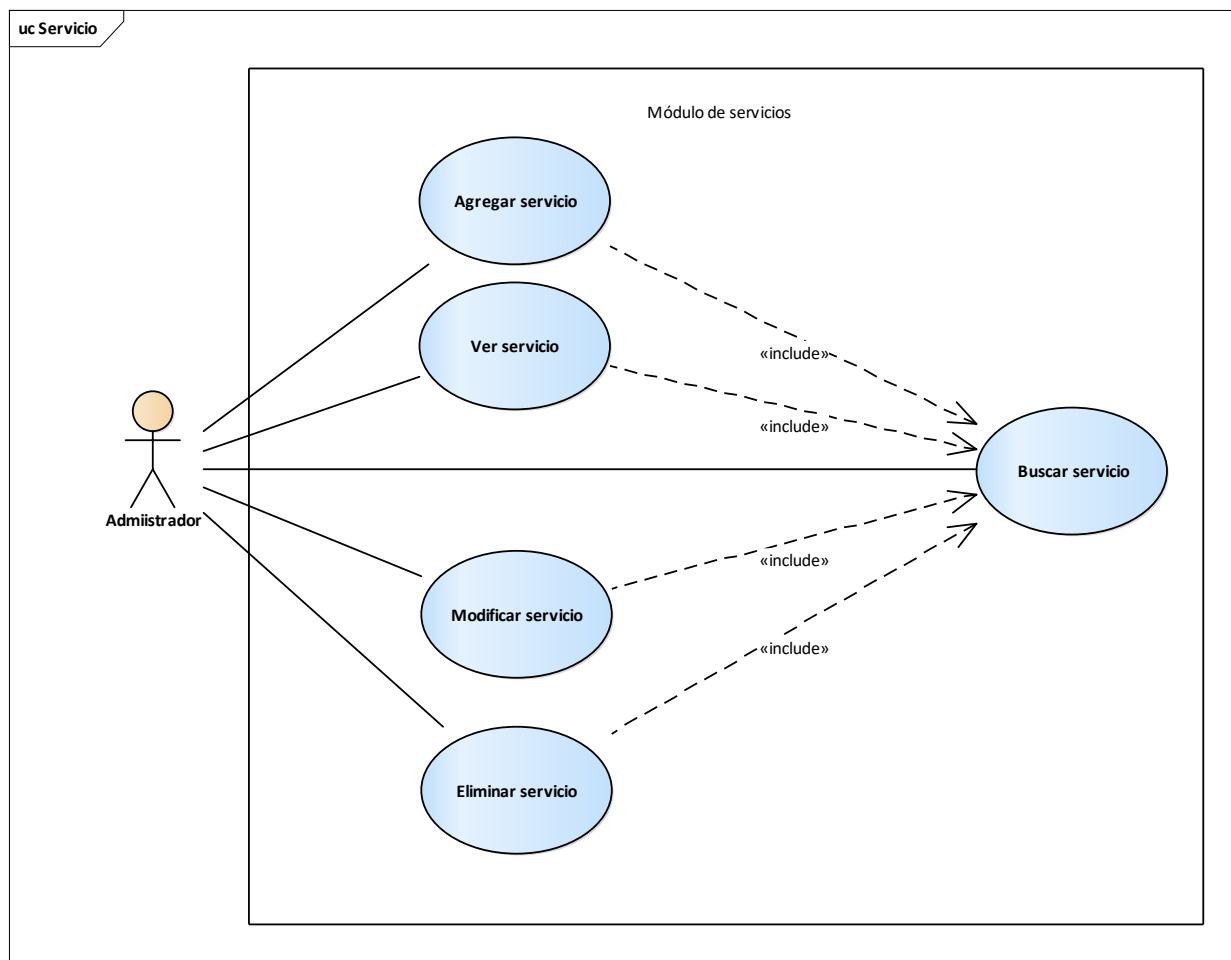 uc Servicio
Módulo de servicios
Agregar servicio
Ver servicio
«include»
«include»
Buscar servicio
Admiistrador
«include»
Modificar servicio
«include»
Eliminar servicio